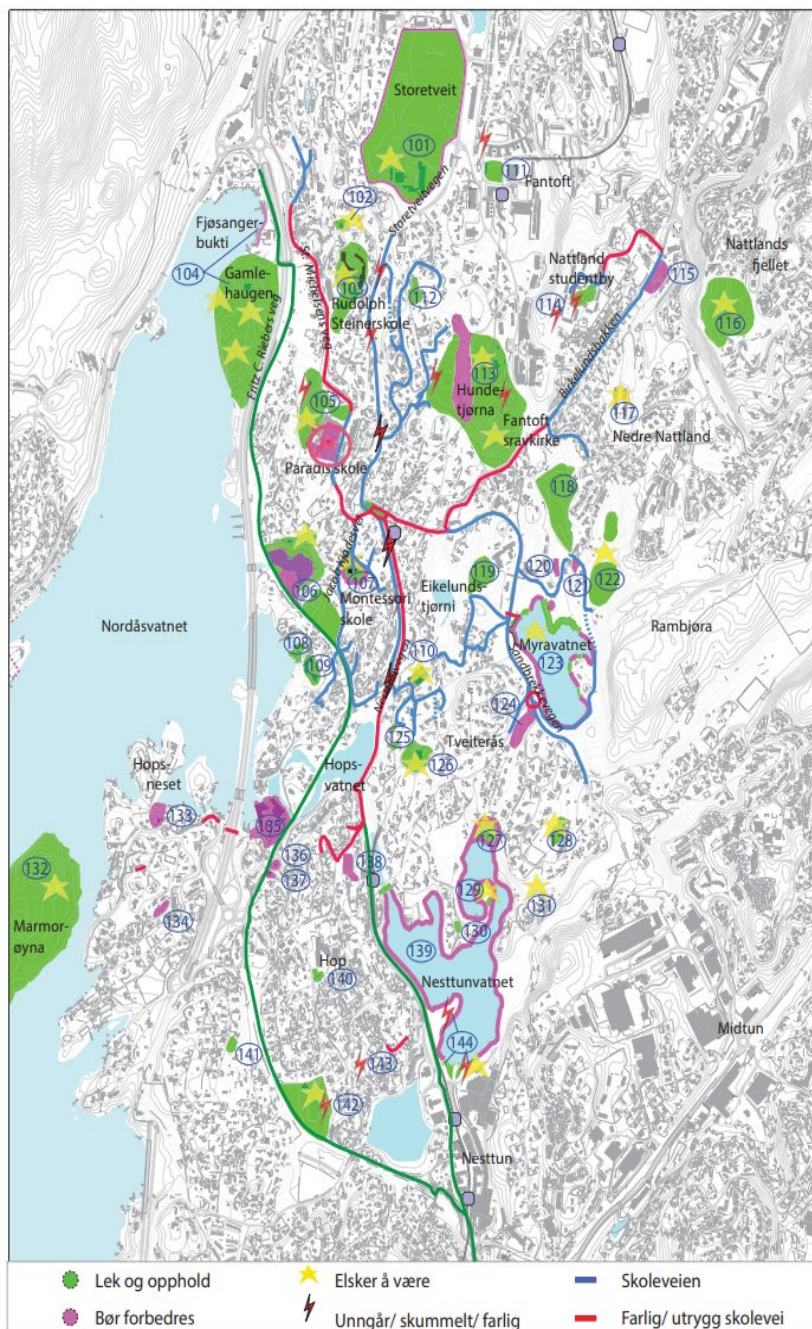 Storetveit
101
111
Fantoft
102
Storetveitvegen
Fjøsanger-
bukti
104
Gamle-
haugen
103
Rudolph
Steinerskole
112
Nattland
studentby
114
115
Nattlands
fjellet
116
Fritz C. Riebers veg
Birkelundsbakken
113
Hunde-
tjørna
105
Fantoft
117
Nedre Nattland
Paradis skole
118
106
107
Montessori
skole
Eikelunds-
tjørni
119
120
121
122
Nordåsvatnet
Myravatnet
123
Rambjøra
108
109
110
Sandbrekkevegen
124
125
Tveiterås
126
Hops-
neset
Hops-
vatnet
133
135
127
128
132
136
137
138
129
131
134
130
Marmor-
øyna
139
Hop
140
Nesttunvatnet
Midtun
141
143
144
142
Nesttun
Lek og opphold
Elsker å være
Skoleveien
Bør forbedres
Unngår/ skummelt/ farlig
Farlig/ utrygg skolevei